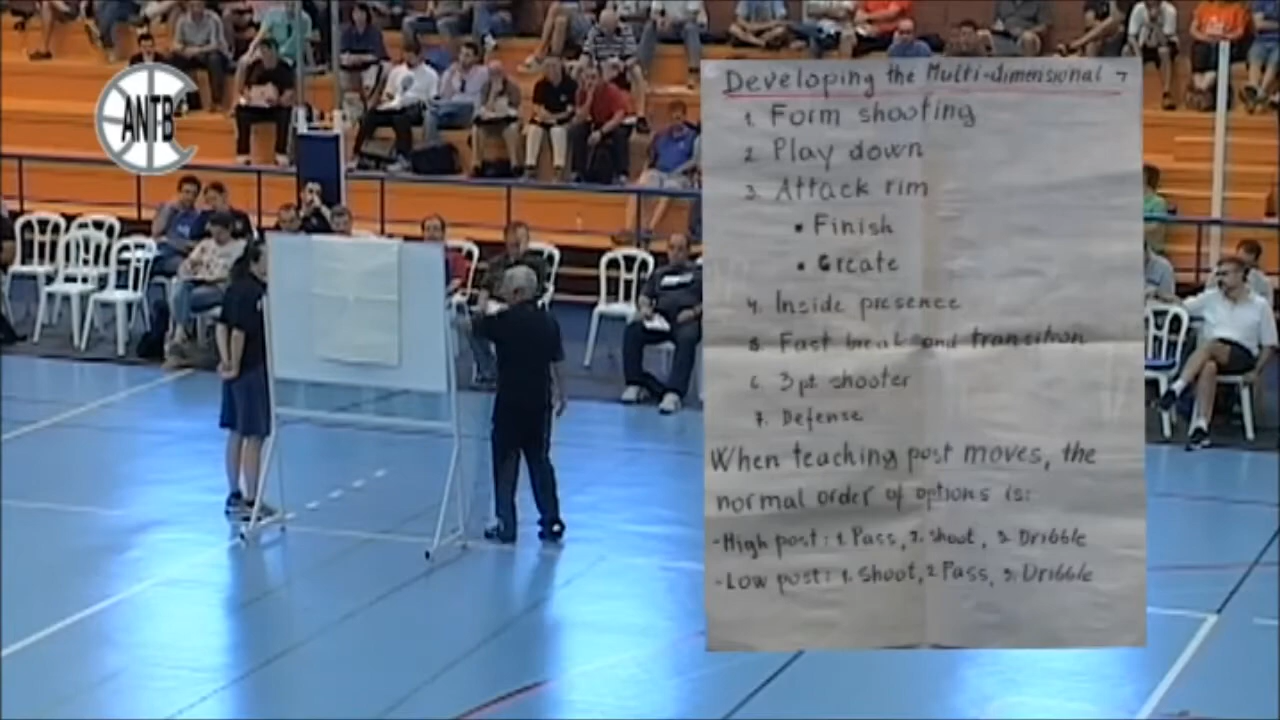 ANTB
Developing the Multi-dimensional
1. Form shooting
2 Play down
3 Attack rim
• Finish
• Create
4. Inside presence
5. Fast break and transition
6. 3pt shooter
7. Defense
When teaching post moves, the
normal order of options is:
-High post: 1. Pass, 2. shoot, 3. Dribble
-Low post: 1. Shoot, 2 Pass, 3. Dribble